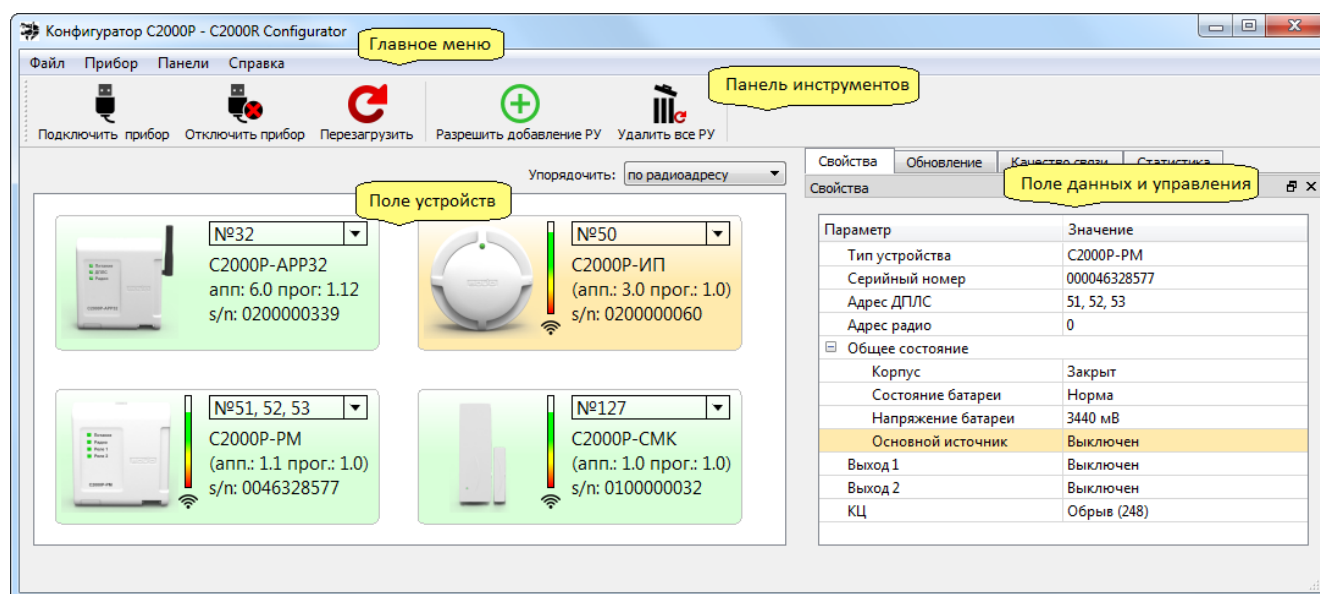 Конфигуратор С2000Р - C2000R Configurator
Главное меню
Файл Прибор Панели Справка
Панель инструментов
Подключить прибор Отключить прибор Перезагрузить Разрешить добавление РУ Удалить все РУ
Упорядочить: по радиоадресу
Свойства Обновление Качество связи Статистика
Свойства
Поле данных и управления
Поле устройств
№32
С2000Р-АРР32
апп: 6.0 прог: 1.12
s/n: 0200000339
№50
С2000Р-ИП
(апп.: 3.0 прог.: 1.0)
s/n: 0200000060
№51, 52, 53
С2000Р-РМ
(апп.: 1.1 прог.: 1.0)
s/n: 0046328577
№127
С2000Р-СМК
(апп.: 1.0 прог.: 1.0)
s/n: 0100000032
Параметр Значение
Тип устройства С2000Р-РМ
Серийный номер 000046328577
Адрес ДПЛС 51, 52, 53
Адрес радио 0
Общее состояние
Корпус Закрыт
Состояние батареи Норма
Напряжение батареи 3440 мВ
Основной источник Выключен
Выход 1 Выключен
Выход 2 Выключен
КЦ Обрыв (248)